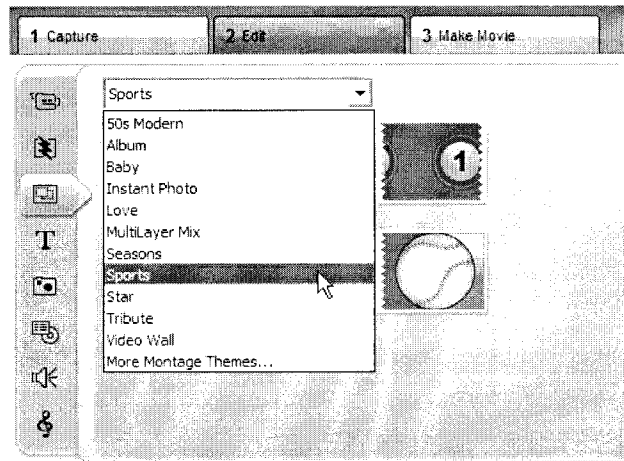 1 Capture 2 Edit 3 Make Movie
Sports
50s Modern
Album
Baby
Instant Photo
Love
MultiLayer Mix
Seasons
Sports
Star
Tribute
Video Wall
More Montage Themes...
1
T